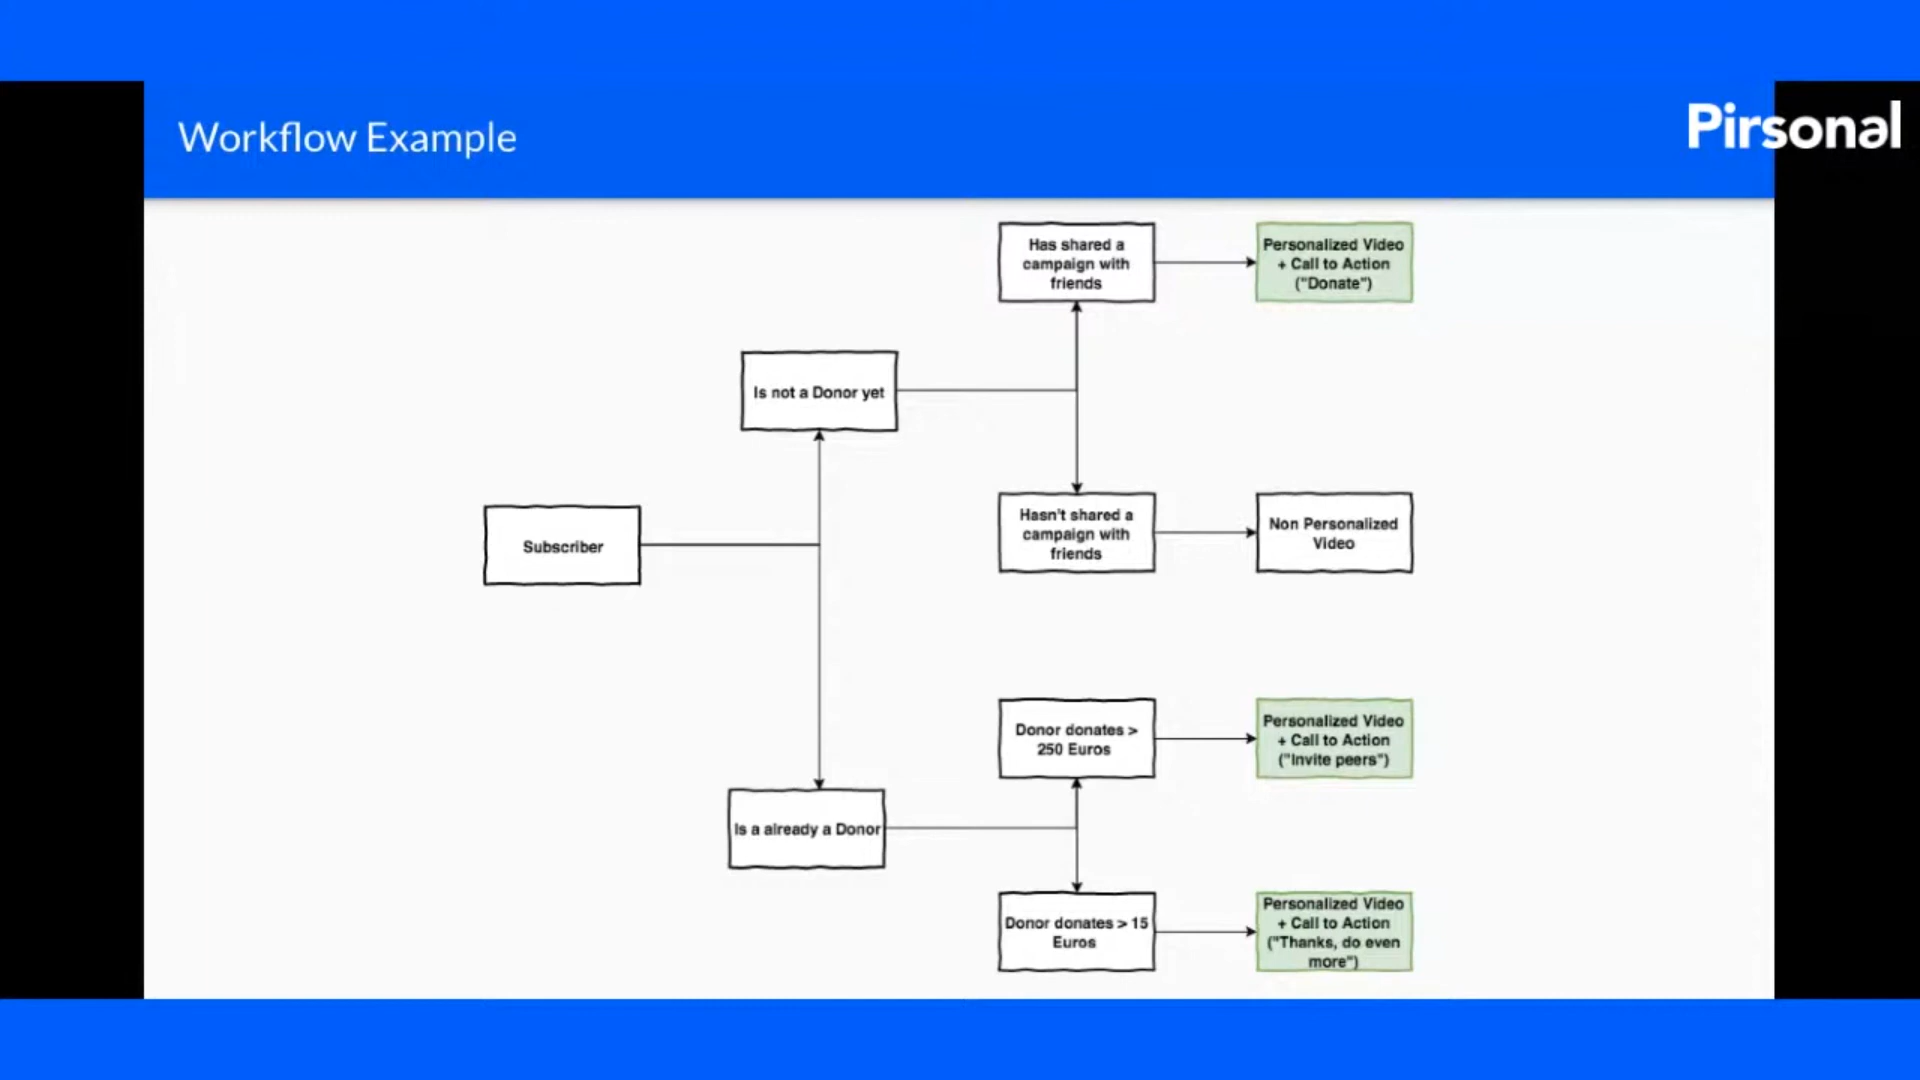 Workflow Example
Pirsonal
Has shared a
campaign with
friends
Personalized Video
+ Call to Action
("Donate")
Is not a Donor yet
Hasn't shared a
campaign with
friends
Non Personalized
Video
Subscriber
Donor donates >
250 Euros
Personalized Video
+ Call to Action
("Invite peers")
Is a already a Donor
Donor donates > 15
Euros
Personalized Video
+ Call to Action
("Thanks, do even
more")